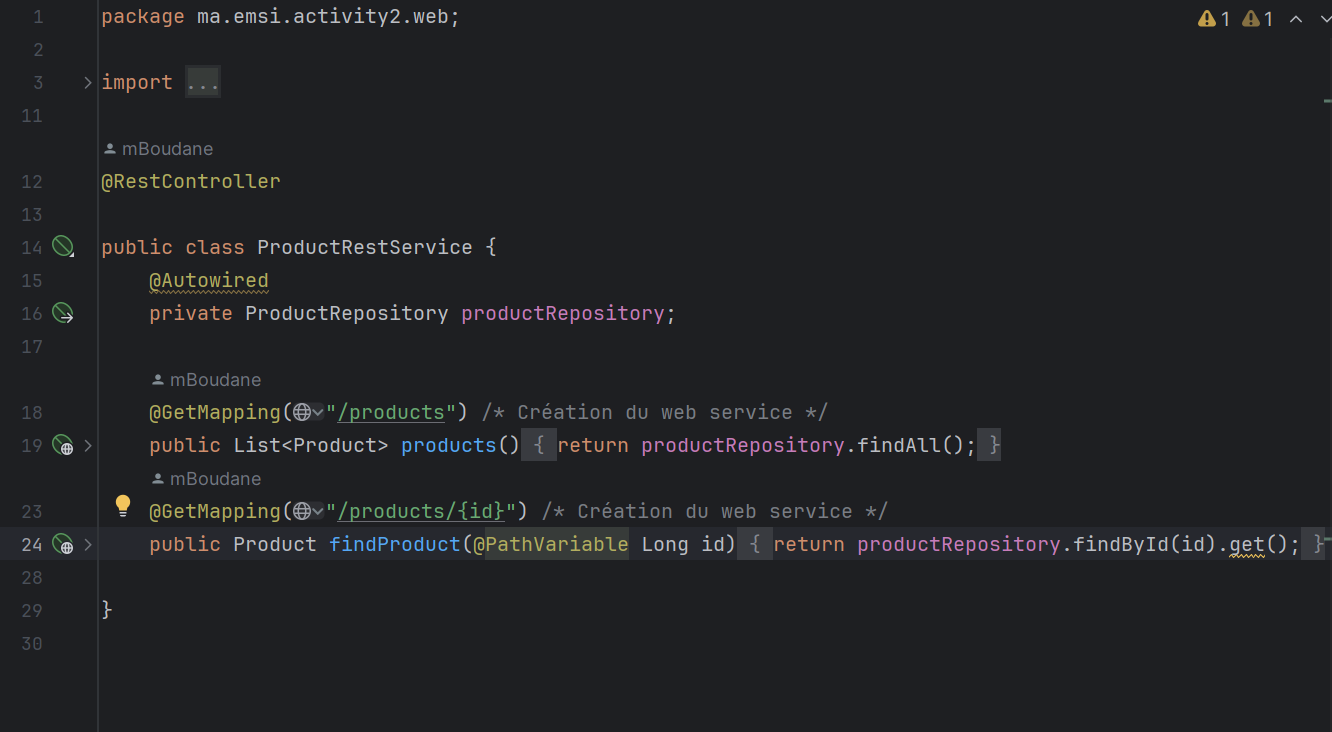 1 package ma.emsi.activity2.web;
1 1
2
3 import ...
11
mBoudane
12 @RestController
13
14 public class ProductRestService {
15 @Autowired
16 private ProductRepository productRepository;
17
mBoudane
18 @GetMapping("/products") /* Création du web service */
19 public List<Product> products() { return productRepository.findAll(); }
mBoudane
23 @GetMapping("/products/{id}") /* Création du web service */
24 public Product findProduct(@PathVariable Long id) { return productRepository.findById(id).get(); }
28
29 }
30